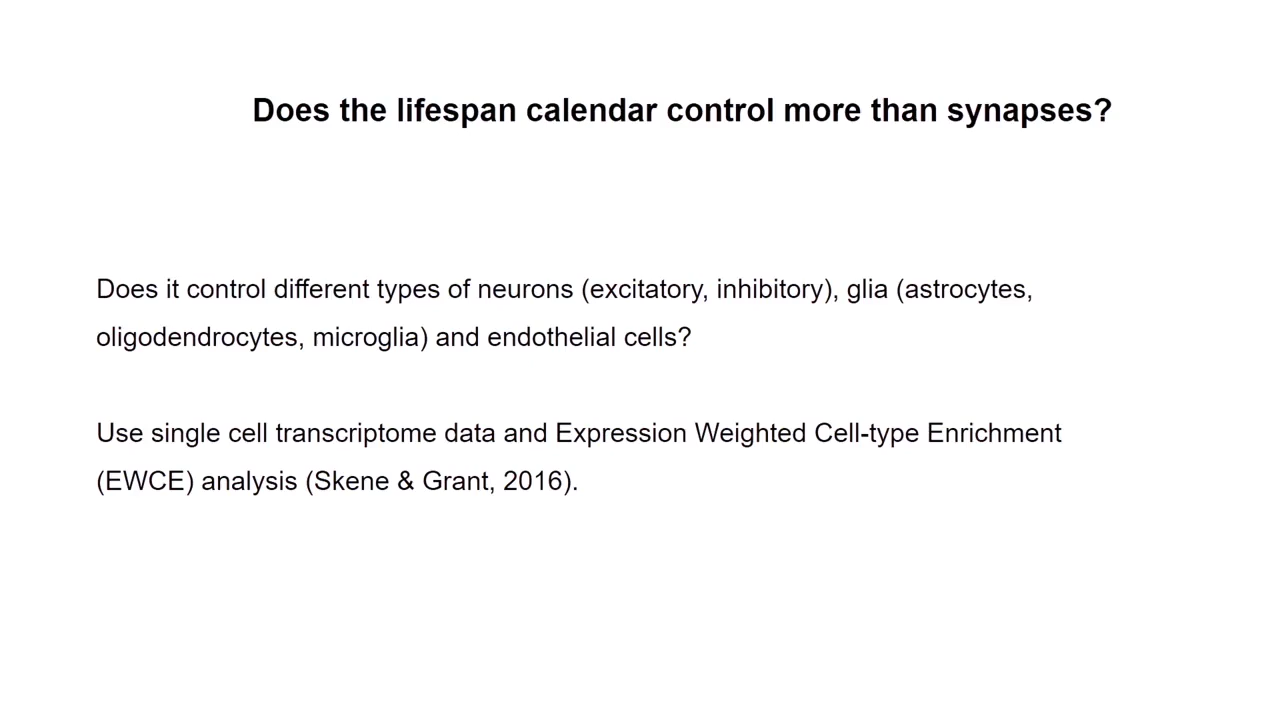 Does the lifespan calendar control more than synapses?
Does it control different types of neurons (excitatory, inhibitory), glia (astrocytes,
oligodendrocytes, microglia) and endothelial cells?
Use single cell transcriptome data and Expression Weighted Cell-type Enrichment
(EWCE) analysis (Skene & Grant, 2016).